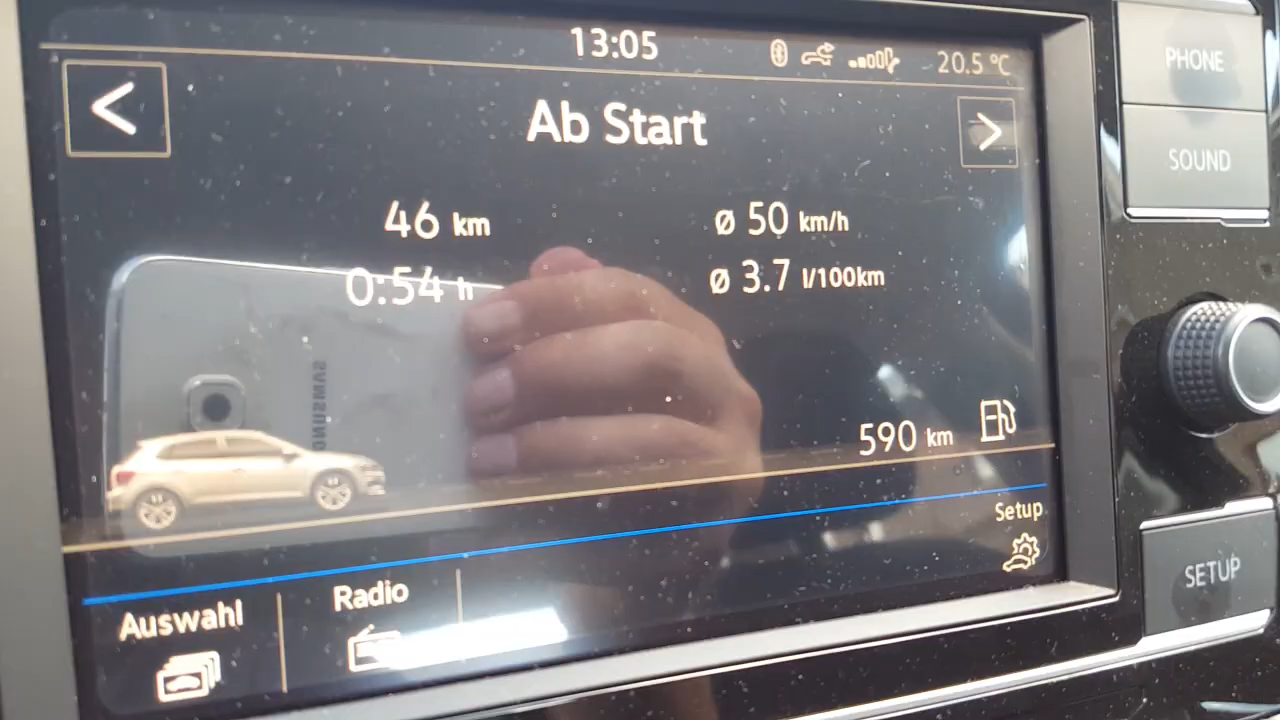 13:05
20.5 °C
Ab Start
46 km
ø 50 km/h
0:54 h
ø 3.7 l/100km
590 km
Setup
Auswahl
Radio
PHONE
SOUND
SETUP
SAMSUNG